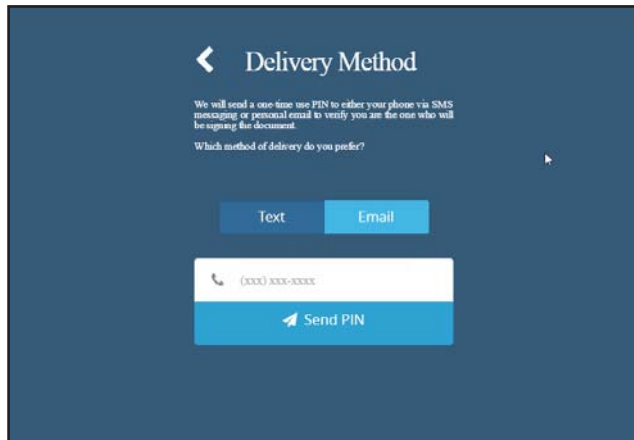 Delivery Method
We will send a one-time use PIN to either your phone via SMS
messaging or personal email to verify you are the one who will
be signing the document.
Which method of delivery do you prefer?
Text Email
(xxx) xxx-xxxx
Send PIN